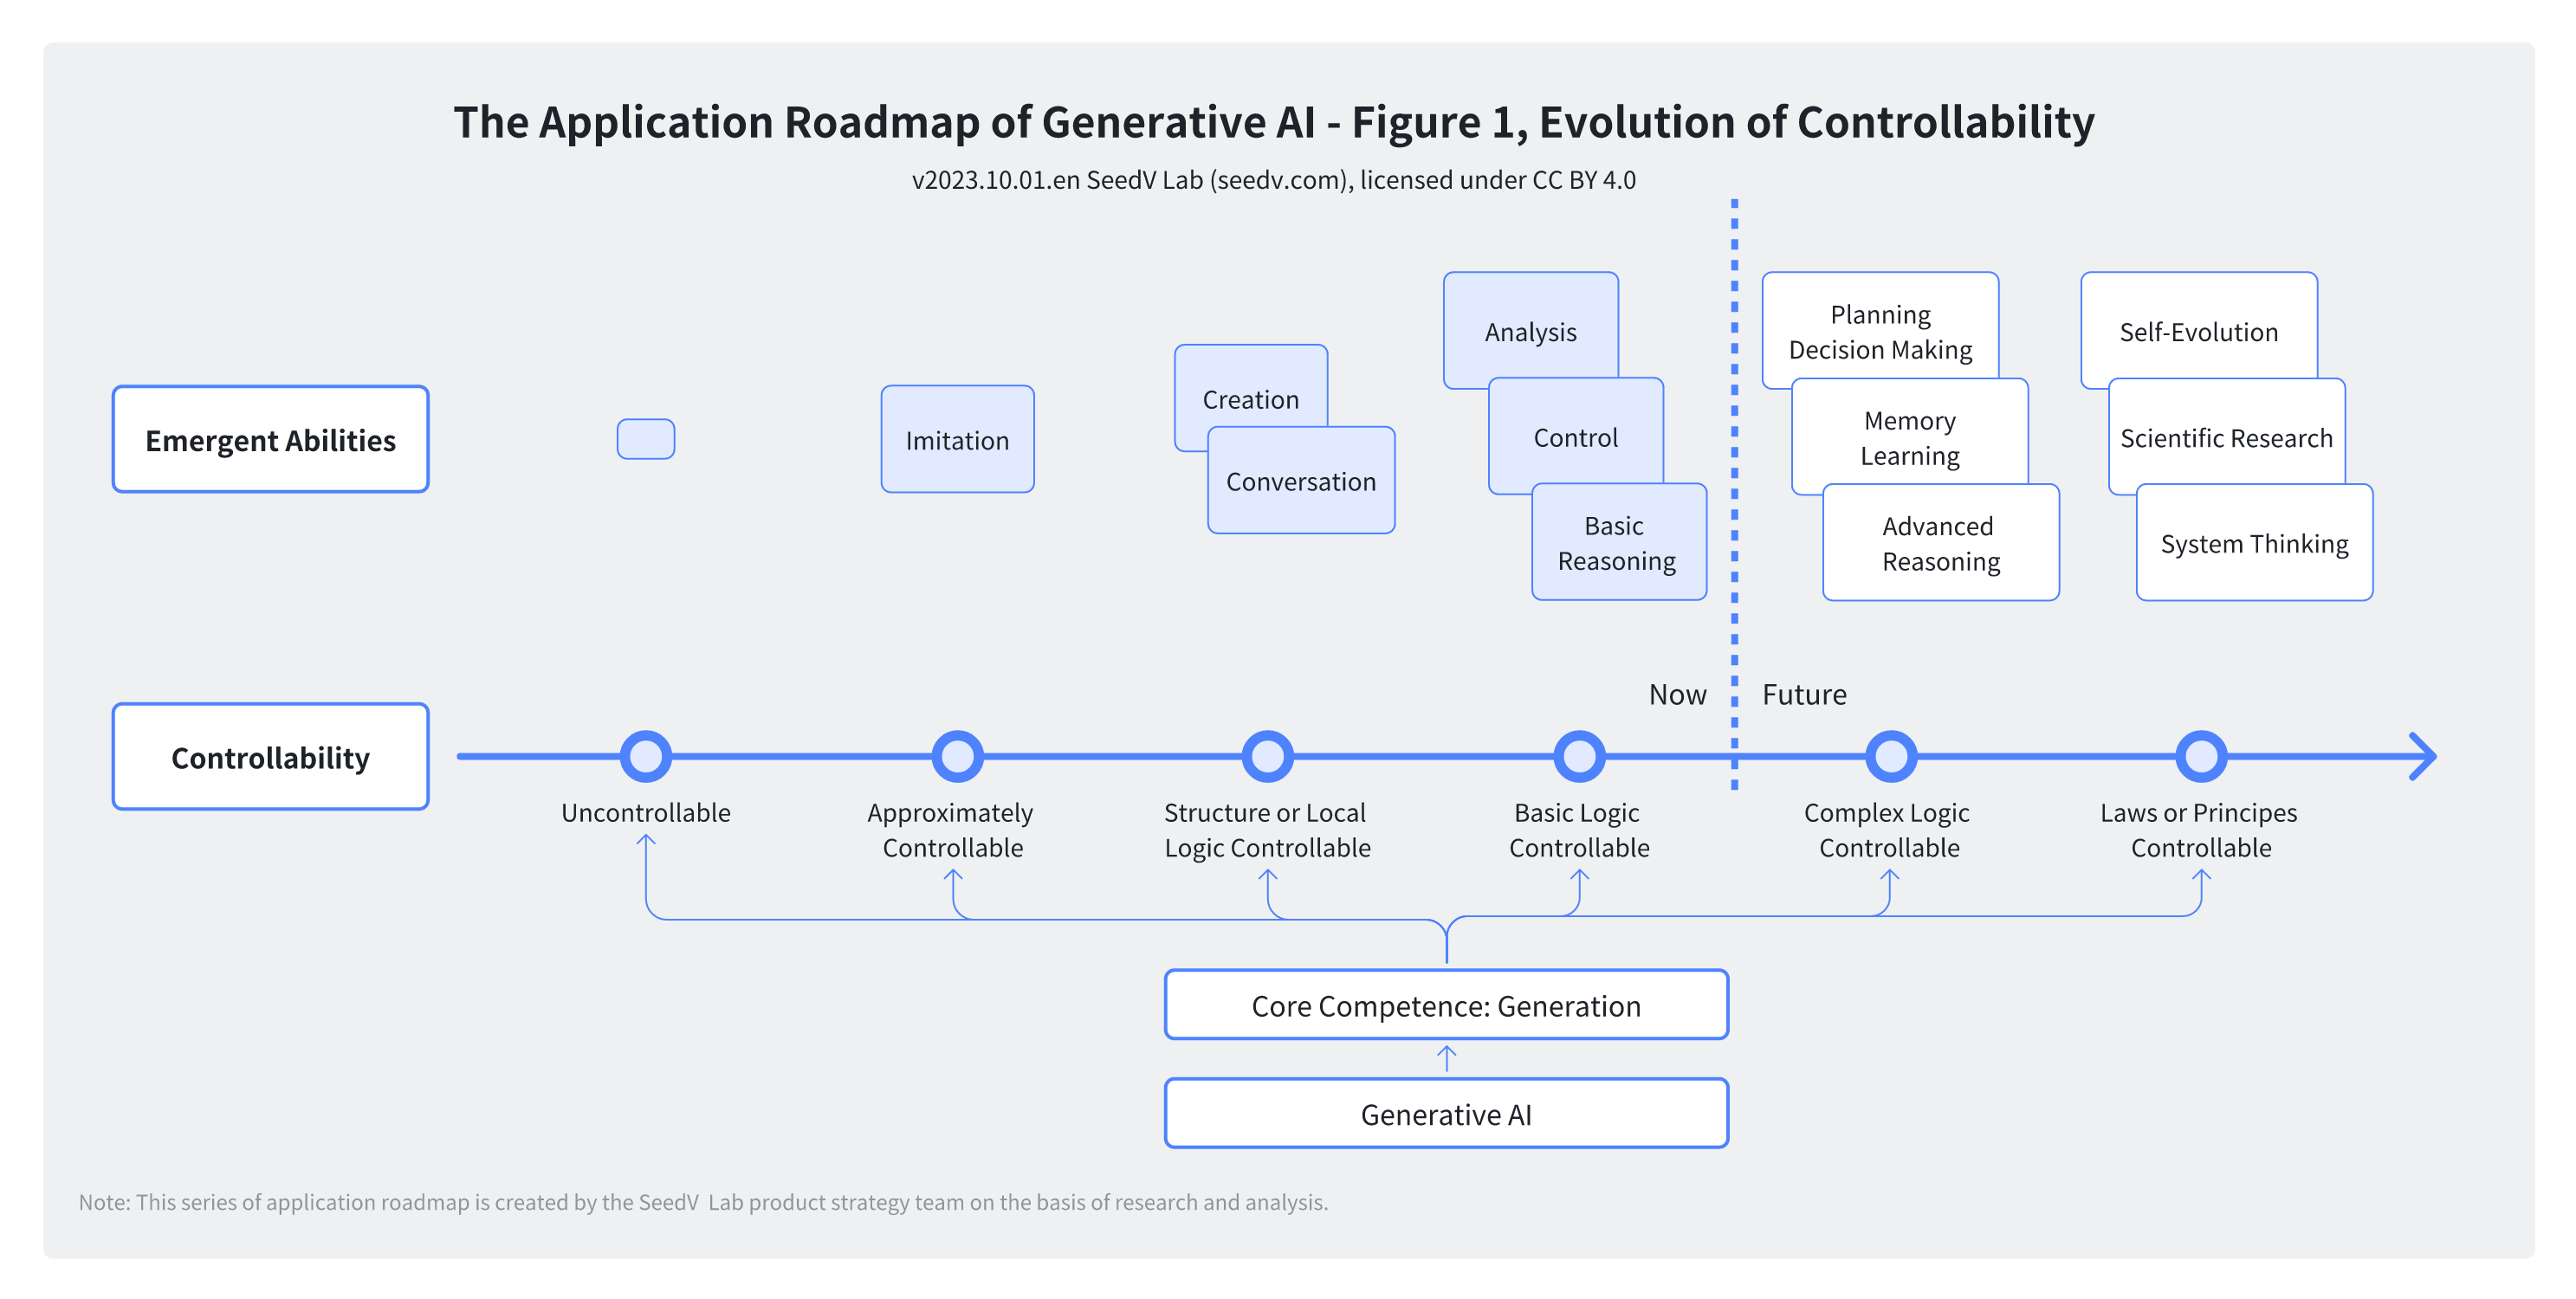 The Application Roadmap of Generative AI - Figure 1, Evolution of Controllability
v2023.10.01.en SeedV Lab (seedv.com), licensed under CC BY 4.0
Emergent Abilities
Imitation
Creation
Conversation
Analysis
Control
Basic
Reasoning
Planning
Decision Making
Memory
Learning
Advanced
Reasoning
Self-Evolution
Scientific Research
System Thinking
Now
Future
Controllability
Uncontrollable
Approximately
Controllable
Structure or Local
Logic Controllable
Basic Logic
Controllable
Complex Logic
Controllable
Laws or Principes
Controllable
Core Competence: Generation
Generative AI
Note: This series of application roadmap is created by the SeedV  Lab product strategy team on the basis of research and analysis.